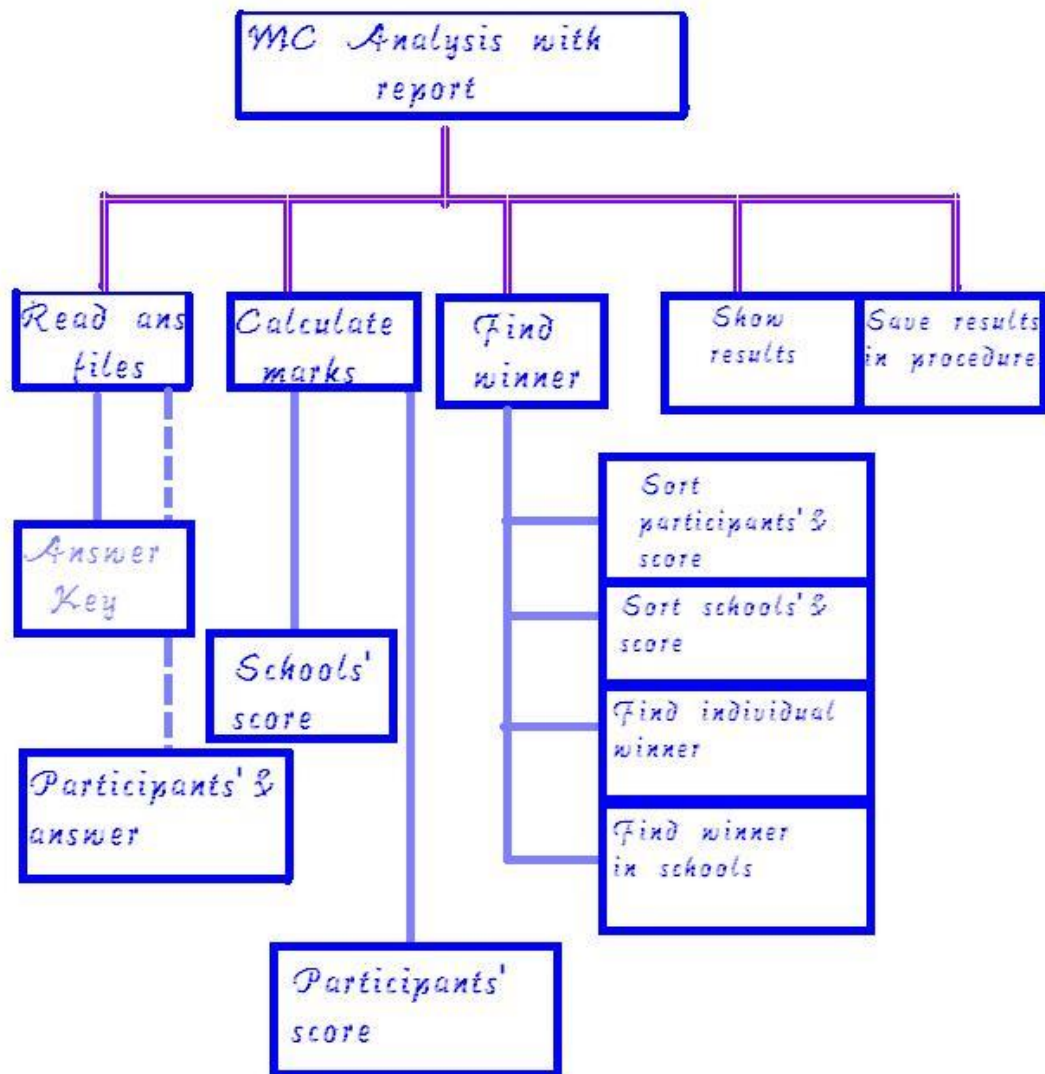 MC Analysis with
report
Read ans
files
Calculate
marks
Find
winner
Show
results
Save results
in procedure
Answer
Key
Participants' &
answer
Schools'
score
Participants'
score
Sort
participants' &
score
Sort schools' &
score
Find individual
winner
Find winner
in schools